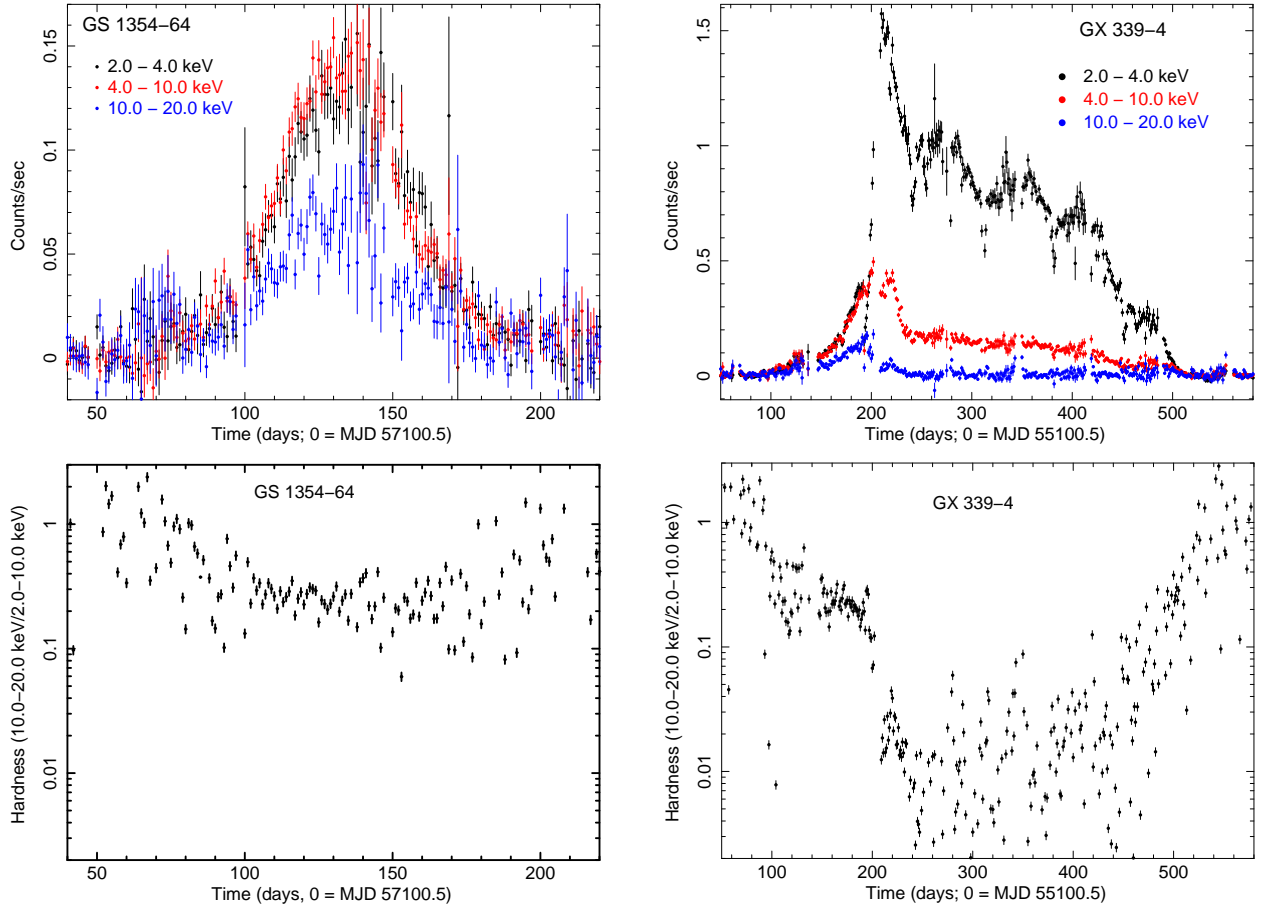 GS 1354−64
2.0 − 4.0 keV
4.0 − 10.0 keV
10.0 − 20.0 keV
Counts/sec
0.15
0.1
0.05
0
50 100 150 200
Time (days; 0 = MJD 57100.5)
GX 339−4
2.0 − 4.0 keV
4.0 − 10.0 keV
10.0 − 20.0 keV
Counts/sec
1.5
1
0.5
0
100 200 300 400 500
Time (days; 0 = MJD 55100.5)
GS 1354−64
Hardness (10.0−20.0 keV/2.0−10.0 keV)
1
0.1
0.01
50 100 150 200
Time (days, 0 = MJD 57100.5)
GX 339−4
Hardness (10.0−20.0 keV/2.0−10.0 keV)
1
0.1
0.01
100 200 300 400 500
Time (days; 0 = MJD 55100.5)